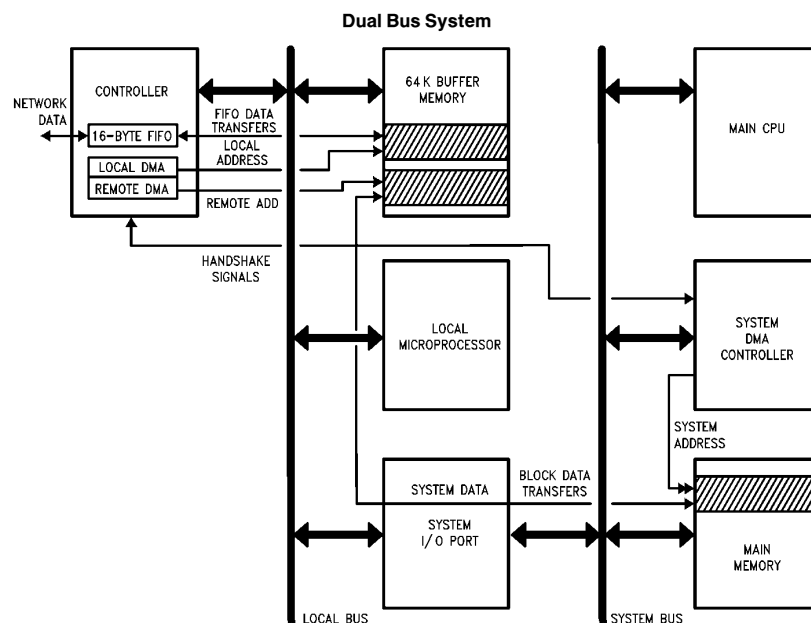 Dual Bus System
CONTROLLER
NETWORK
DATA
16-BYTE FIFO
LOCAL DMA
REMOTE DMA
FIFO DATA
TRANSFERS
LOCAL
ADDRESS
REMOTE ADD
64K BUFFER
MEMORY
MAIN CPU
HANDSHAKE
SIGNALS
LOCAL
MICROPROCESSOR
SYSTEM
DMA
CONTROLLER
SYSTEM
ADDRESS
SYSTEM DATA
BLOCK DATA
TRANSFERS
SYSTEM
I/O PORT
MAIN
MEMORY
LOCAL BUS
SYSTEM BUS